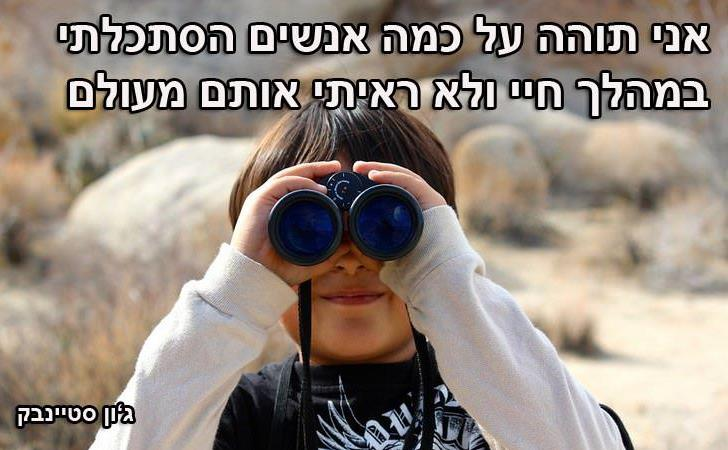 אני תוהה על כמה אנשים הסתכלתי
במהלך חיי ולא ראיתי אותם מעולם
ג'ון סטיינבק